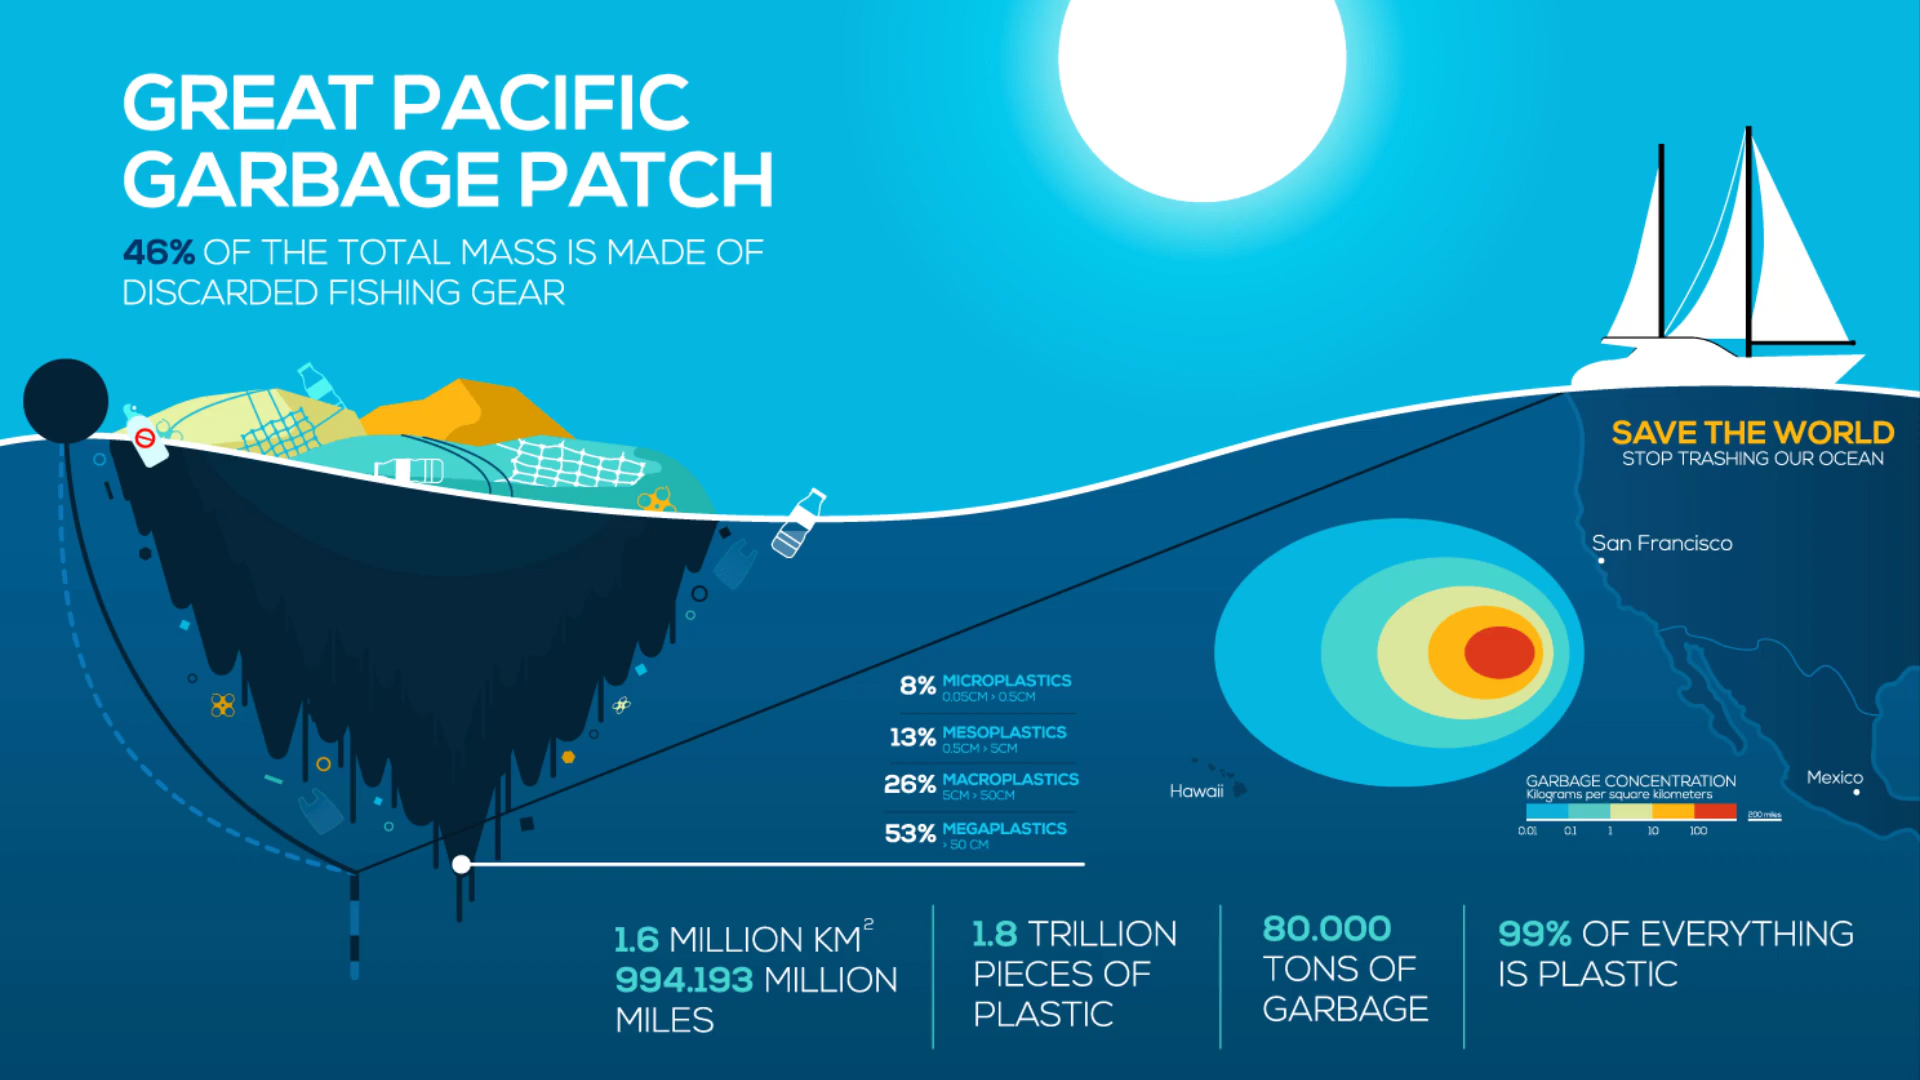 GREAT PACIFIC
GARBAGE PATCH
46% OF THE TOTAL MASS IS MADE OF
DISCARDED FISHING GEAR
SAVE THE WORLD
STOP TRASHING OUR OCEAN
San Francisco
8% MICROPLASTICS
0.05CM > 0.5CM
13% MESOPLASTICS
0.5CM > 5CM
26% MACROPLASTICS
5CM > 50CM
53% MEGAPLASTICS
> 50 CM
Hawaii
Mexico
GARBAGE CONCENTRATION
Kilograms per square kilometers
200 miles
0.01 0.1 1 10 100
1.6 MILLION KM²
994.193 MILLION
MILES
1.8 TRILLION
PIECES OF
PLASTIC
80.000
TONS OF
GARBAGE
99% OF EVERYTHING
IS PLASTIC